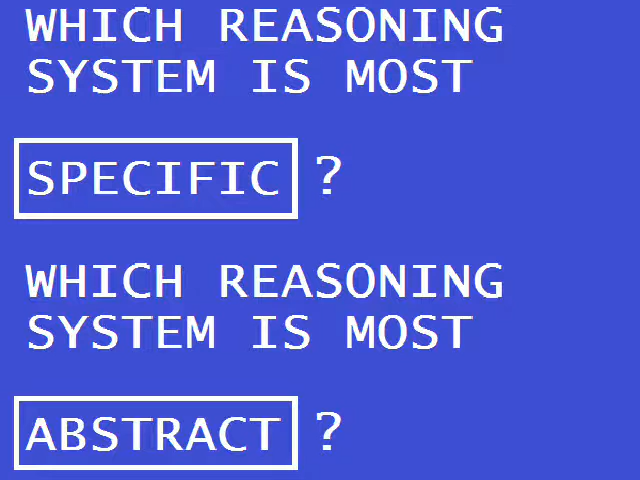 WHICH REASONING
SYSTEM IS MOST
SPECIFIC ?
WHICH REASONING
SYSTEM IS MOST
ABSTRACT ?